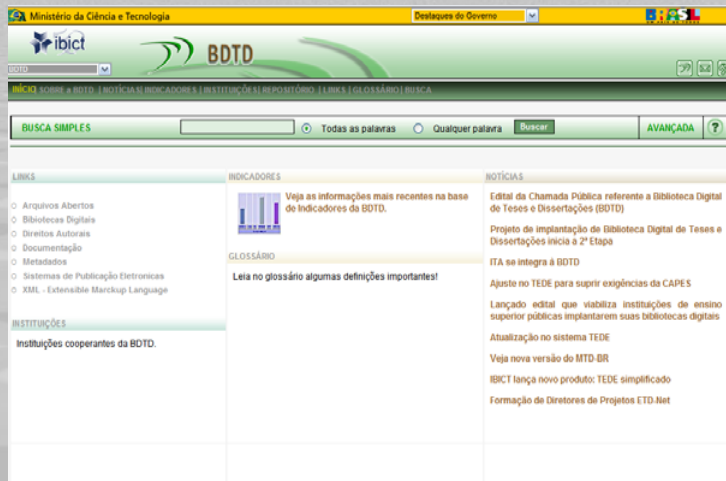 Ministério da Ciência e Tecnologia
Destaques do Governo
BRASIL
ibict
BDTD
BDTD
INÍCIO SOBRE a BDTD | NOTÍCIAS| INDICADORES | INSTITUIÇÕES| REPOSITÓRIO | LINKS | GLOSSÁRIO | BUSCA
BUSCA SIMPLES
Todas as palavras
Qualquer palavra
Buscar
AVANÇADA
?
LINKS
Arquivos Abertos
Bibiotecas Digitais
Direitos Autorais
Documentação
Metadados
Sistemas de Publicação Eletronicas
XML - Extensible Marckup Language
INSTITUIÇÕES
Instituições cooperantes da BDTD.
INDICADORES
Veja as informações mais recentes na base
de Indicadores da BDTD.
GLOSSÁRIO
Leia no glossário algumas definições importantes!
NOTÍCIAS
Edital da Chamada Pública referente a Biblioteca Digital
de Teses e Dissertações (BDTD)
Projeto de implantação de Biblioteca Digital de Teses e
Dissertações inicia a 2ª Etapa
ITA se integra à BDTD
Ajuste no TEDE para suprir exigências da CAPES
Lançado edital que viabiliza instituições de ensino
superior públicas implantarem suas bibliotecas digitais
Atualização no sistema TEDE
Veja nova versão do MTD-BR
IBICT lança novo produto: TEDE simplificado
Formação de Diretores de Projetos ETD-Net